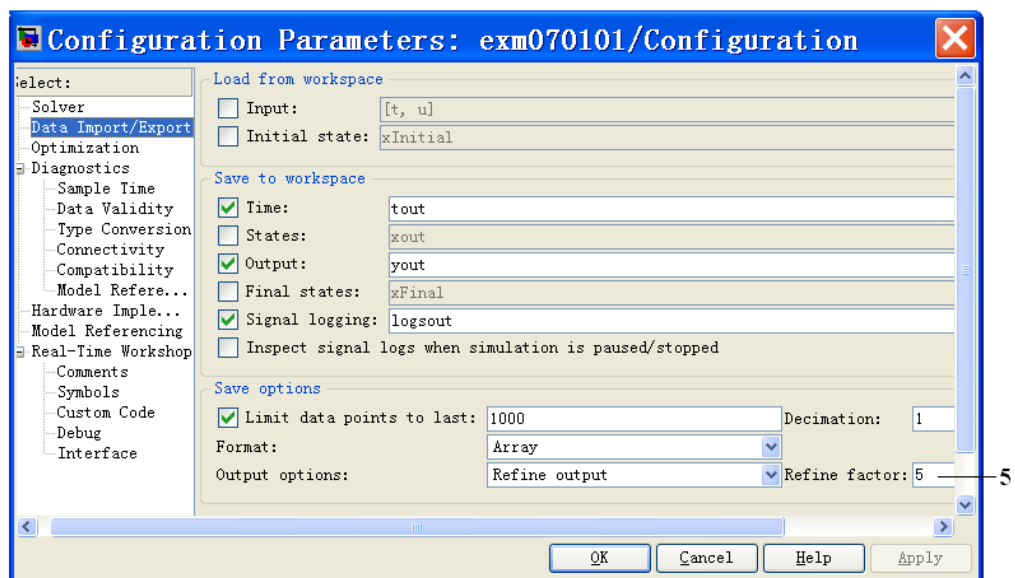 Configuration Parameters: exm070101/Configuration
elect:
Solver
Data Import/Export
Optimization
Diagnostics
Sample Time
Data Validity
Type Conversion
Connectivity
Compatibility
Model Refere...
Hardware Imple...
Model Referencing
Real-Time Workshop
Comments
Symbols
Custom Code
Debug
Interface
Load from workspace
Input: [t, u]
Initial state: xInitial
Save to workspace
Time: tout
States: xout
Output: yout
Final states: xFinal
Signal logging: logsout
Inspect signal logs when simulation is paused/stopped
Save options
Limit data points to last: 1000 Decimation: 1
Format: Array
Output options: Refine output Refine factor: 5 5
OK Cancel Help Apply